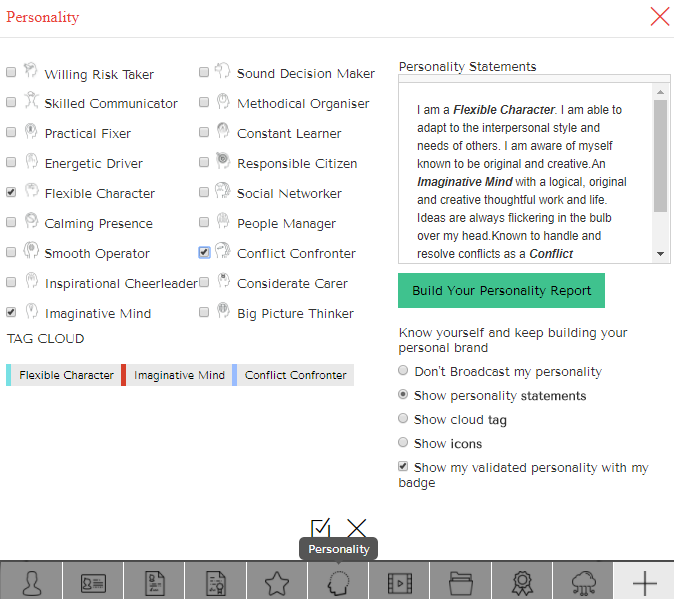 Personality
Willing Risk Taker
Sound Decision Maker
Skilled Communicator
Methodical Organiser
Practical Fixer
Constant Learner
Energetic Driver
Responsible Citizen
Flexible Character
Social Networker
Calming Presence
People Manager
Smooth Operator
Conflict Confronter
Inspirational Cheerleader
Considerate Carer
Imaginative Mind
Big Picture Thinker
TAG CLOUD
Flexible Character
Imaginative Mind
Conflict Confronter
Personality Statements
I am a Flexible Character. I am able to
adapt to the interpersonal style and
needs of others. I am aware of myself
known to be original and creative.An
Imaginative Mind with a logical, original
and creative thoughtful work and life.
Ideas are always flickering in the bulb
over my head.Known to handle and
resolve conflicts as a Conflict
Build Your Personality Report
Know yourself and keep building your
personal brand
Don't Broadcast my personality
Show personality statements
Show cloud tag
Show icons
Show my validated personality with my
badge
Personality